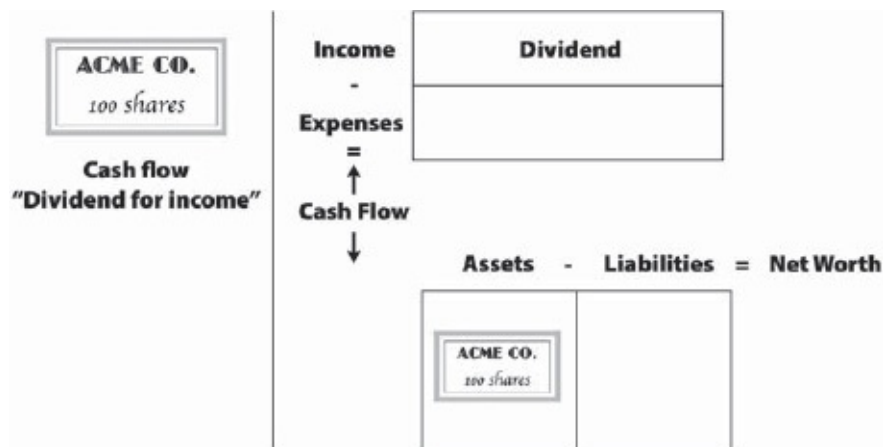 ACME CO.
100 shares
Cash flow
"Dividend for income"
Income
-
Expenses
=
Cash Flow
Dividend
Assets - Liabilities = Net Worth
ACME CO.
100 shares